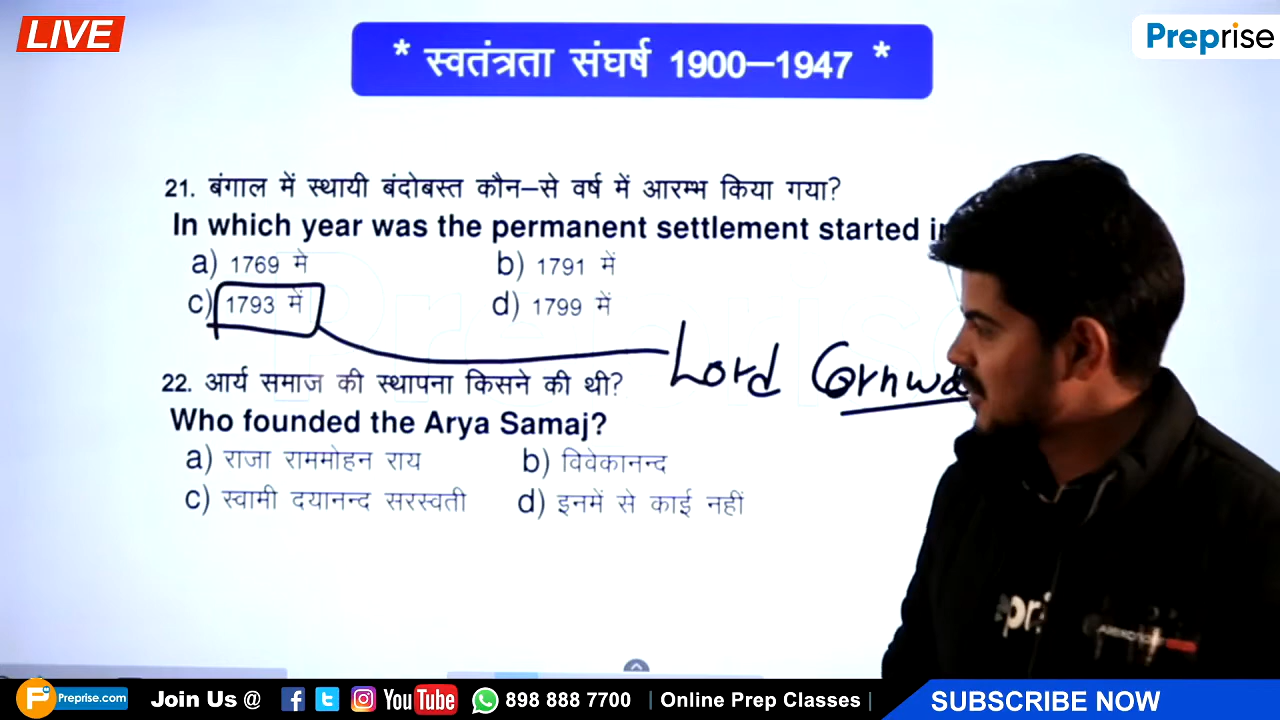 LIVE
Preprise
* स्वतंत्रता संघर्ष 1900–1947 *
21. बंगाल में स्थायी बंदोबस्त कौन–से वर्ष में आरम्भ किया गया?
In which year was the permanent settlement started in
a) 1769 मे b) 1791 में
c) 1793 में d) 1799 में
Lord Cornwa
22. आर्य समाज की स्थापना किसने की थी?
Who founded the Arya Samaj?
a) राजा राममोहन राय b) विवेकानन्द
c) स्वामी दयानन्द सरस्वती d) इनमें से काई नहीं
Preprise.com Join Us @ YouTube 898 888 7700 | Online Prep Classes | SUBSCRIBE NOW